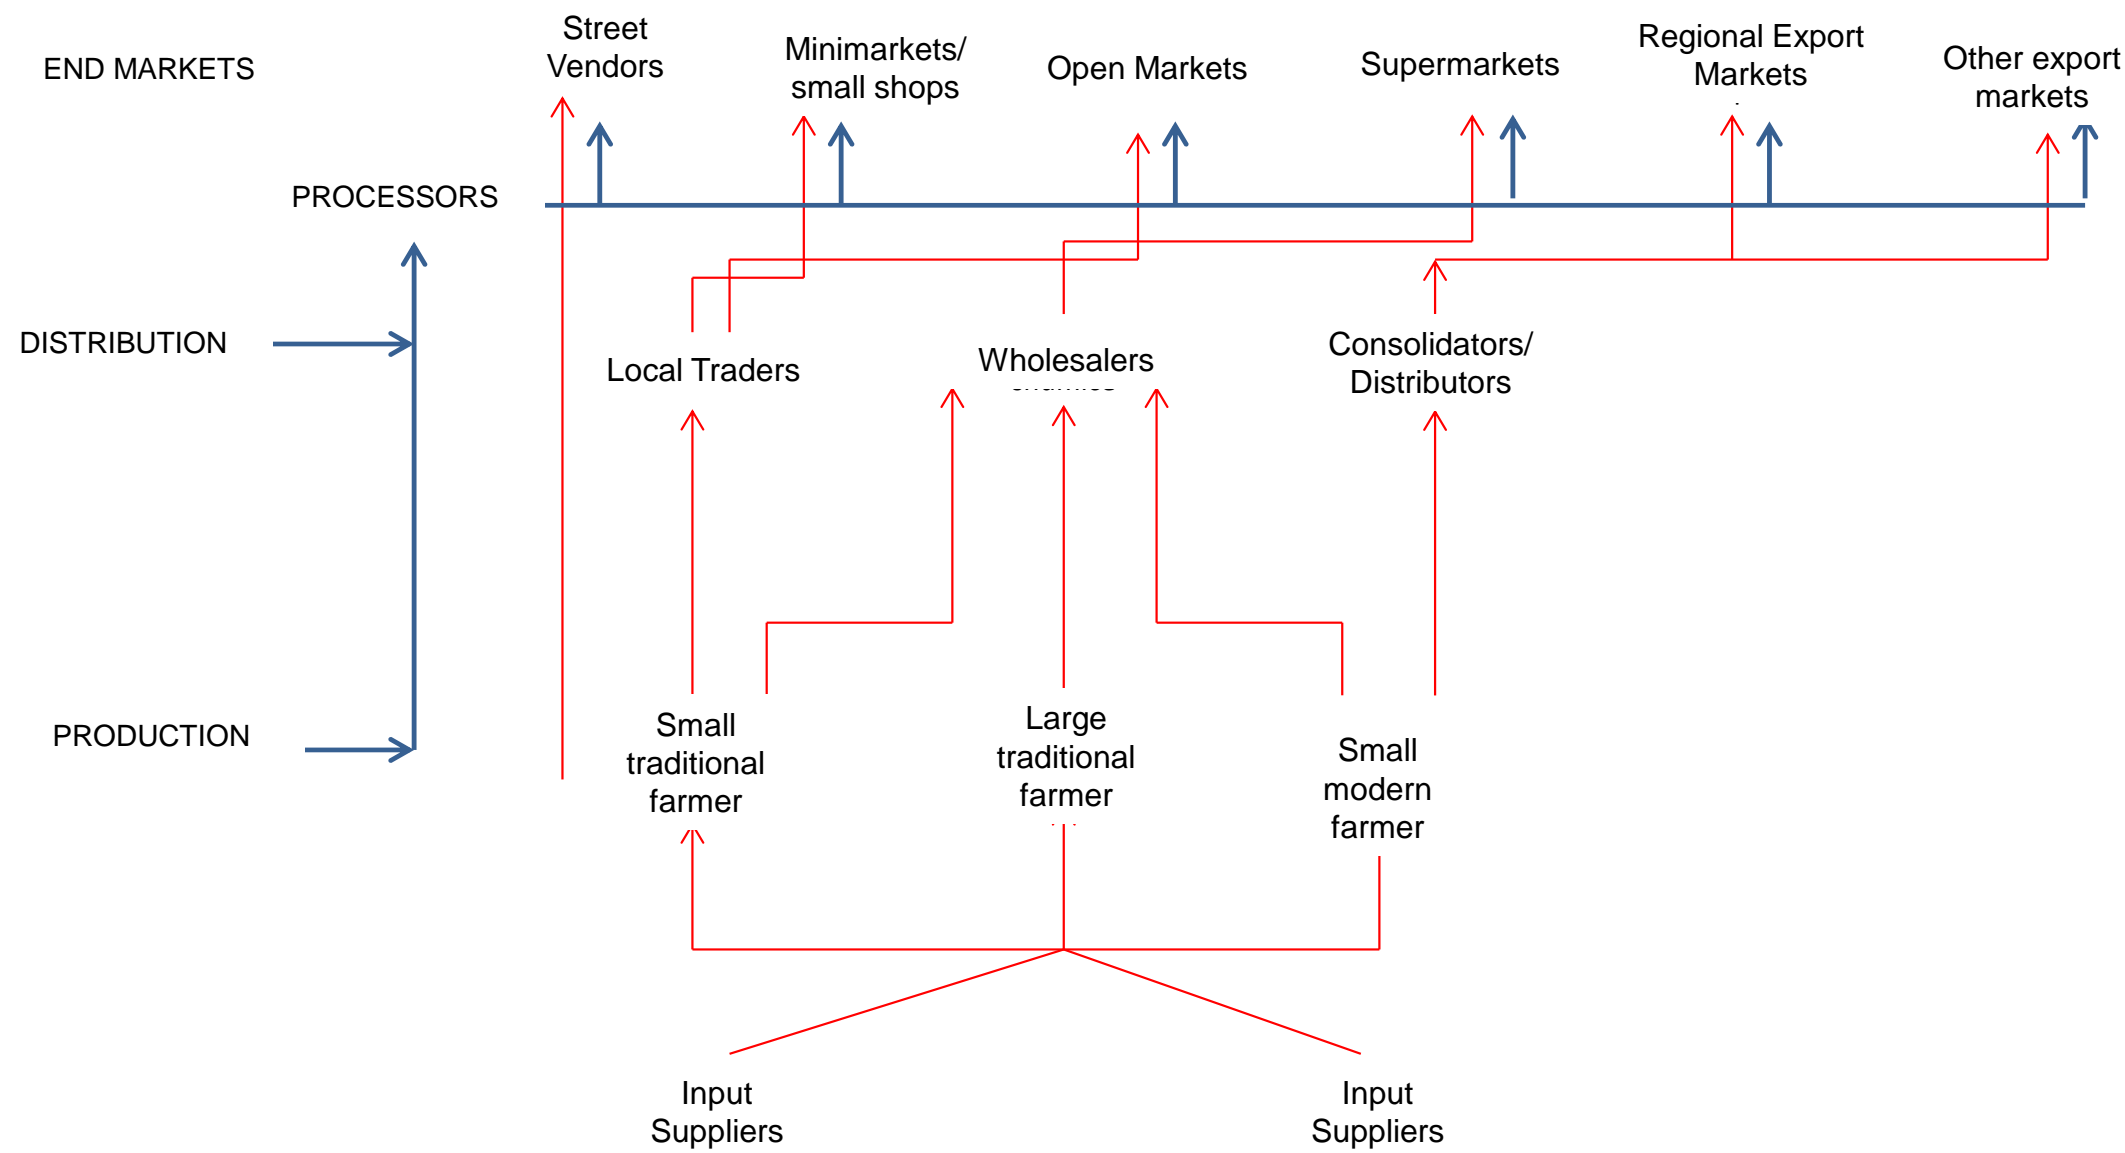 END MARKETS
Street
Vendors
Minimarkets/
small shops
Open Markets
Supermarkets
Regional Export
Markets
Other export
markets
PROCESSORS
DISTRIBUTION
Local Traders
Wholesalers
Consolidators/
Distributors
PRODUCTION
Small
traditional
farmer
Large
traditional
farmer
Small
modern
farmer
Input
Suppliers
Input
Suppliers